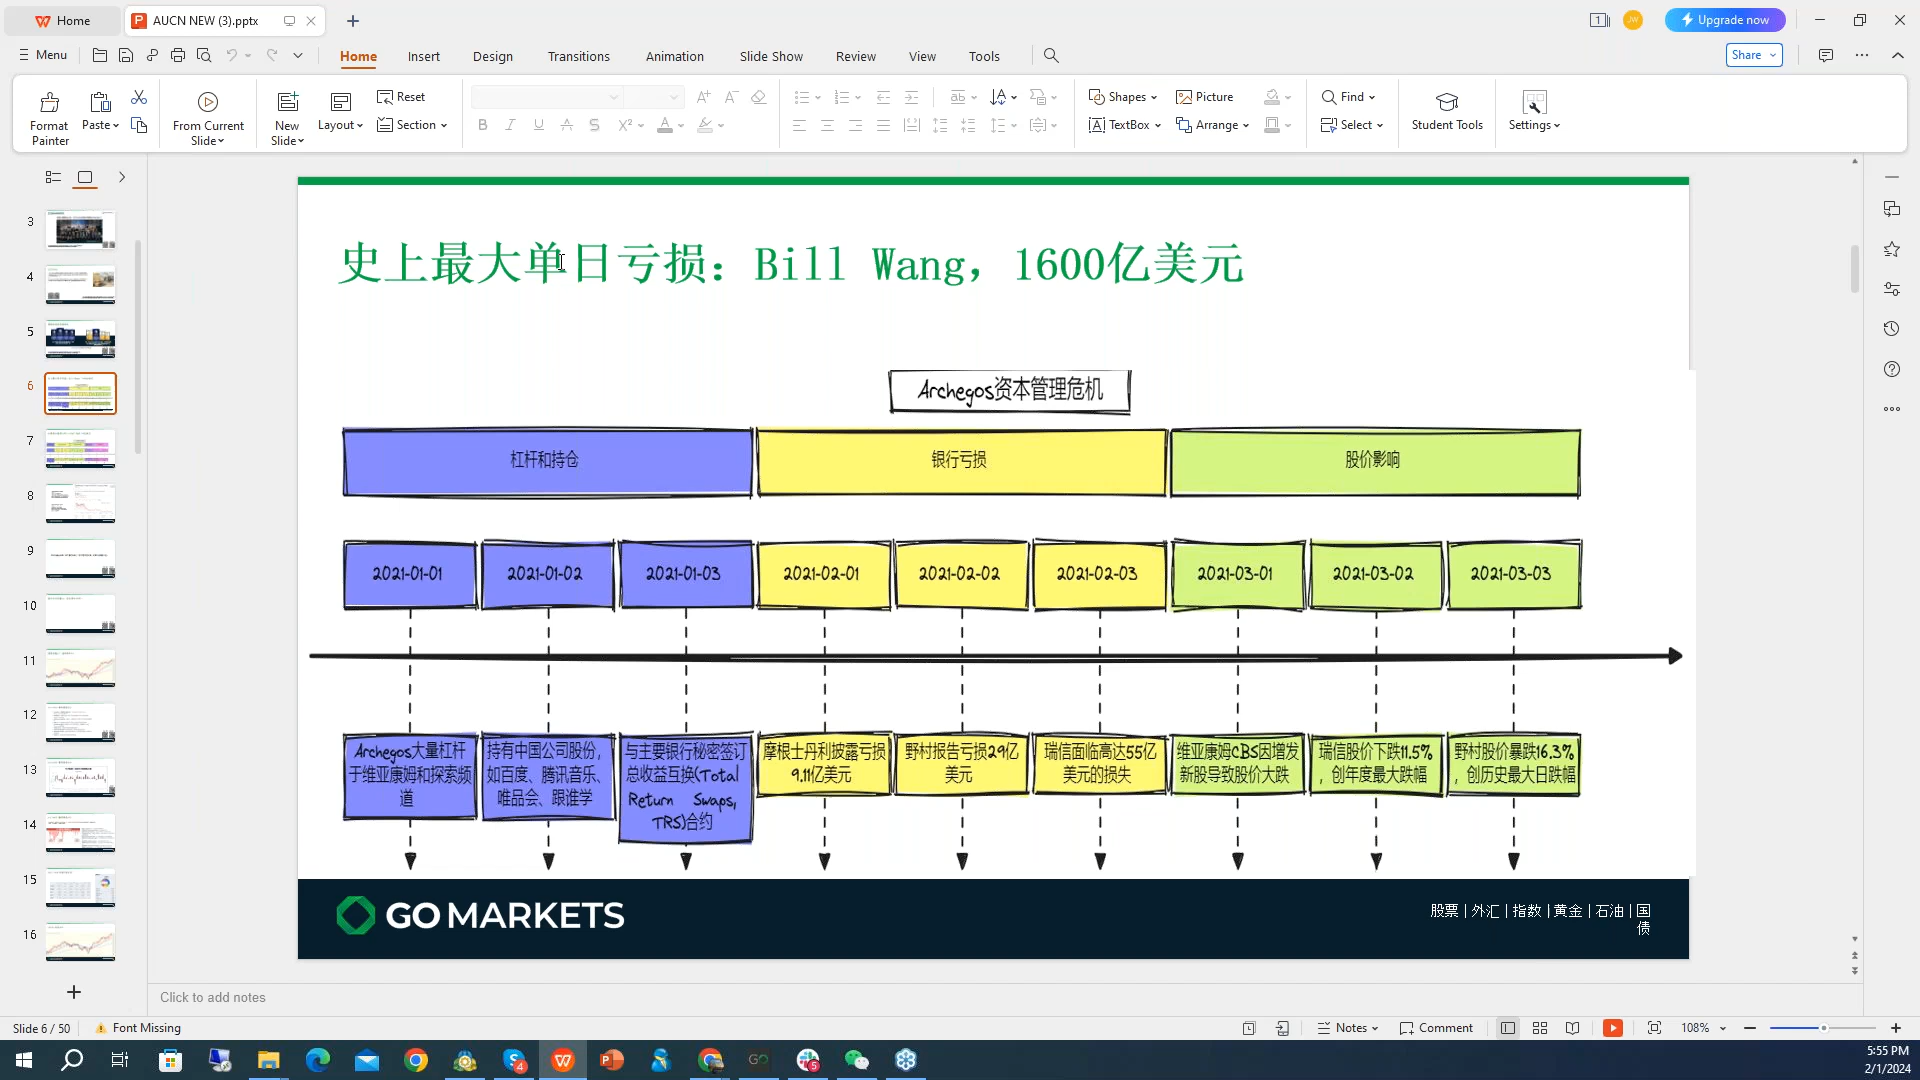 Home
AUCN NEW (3).pptx
JW
Upgrade now
Menu
Home
Insert
Design
Transitions
Animation
Slide Show
Review
View
Tools
Share
Format
Painter
Paste
From Current
Slide
New
Slide
Layout
Reset
Section
Shapes
Picture
TextBox
Arrange
Find
Select
Student Tools
Settings
3
4
5
6
7
8
9
10
11
12
13
14
15
16
史上最大单日亏损：Bill Wang，1600亿美元
Archegos资本管理危机
杠杆和持仓
银行亏损
股价影响
2021-01-01
2021-01-02
2021-01-03
2021-02-01
2021-02-02
2021-02-03
2021-03-01
2021-03-02
2021-03-03
Archegos大量杠杆
于维亚康姆和探索频
道
持有中国公司股份，
如百度、腾讯音乐、
唯品会、跟谁学
与主要银行秘密签订
总收益互换(Total
Return Swaps,
TRS)合约
摩根士丹利披露亏损
9.11亿美元
野村报告亏损29亿
美元
瑞信面临高达55亿
美元的损失
维亚康姆CBS因增发
新股导致股价大跌
瑞信股价下跌11.5%
，创年度最大跌幅
野村股价暴跌16.3%
，创历史最大日跌幅
GO MARKETS
股票 | 外汇 | 指数 | 黄金 | 石油 | 国
债
Click to add notes
Slide 6 / 50
Font Missing
Notes
Comment
108%
5:55 PM
2/1/2024